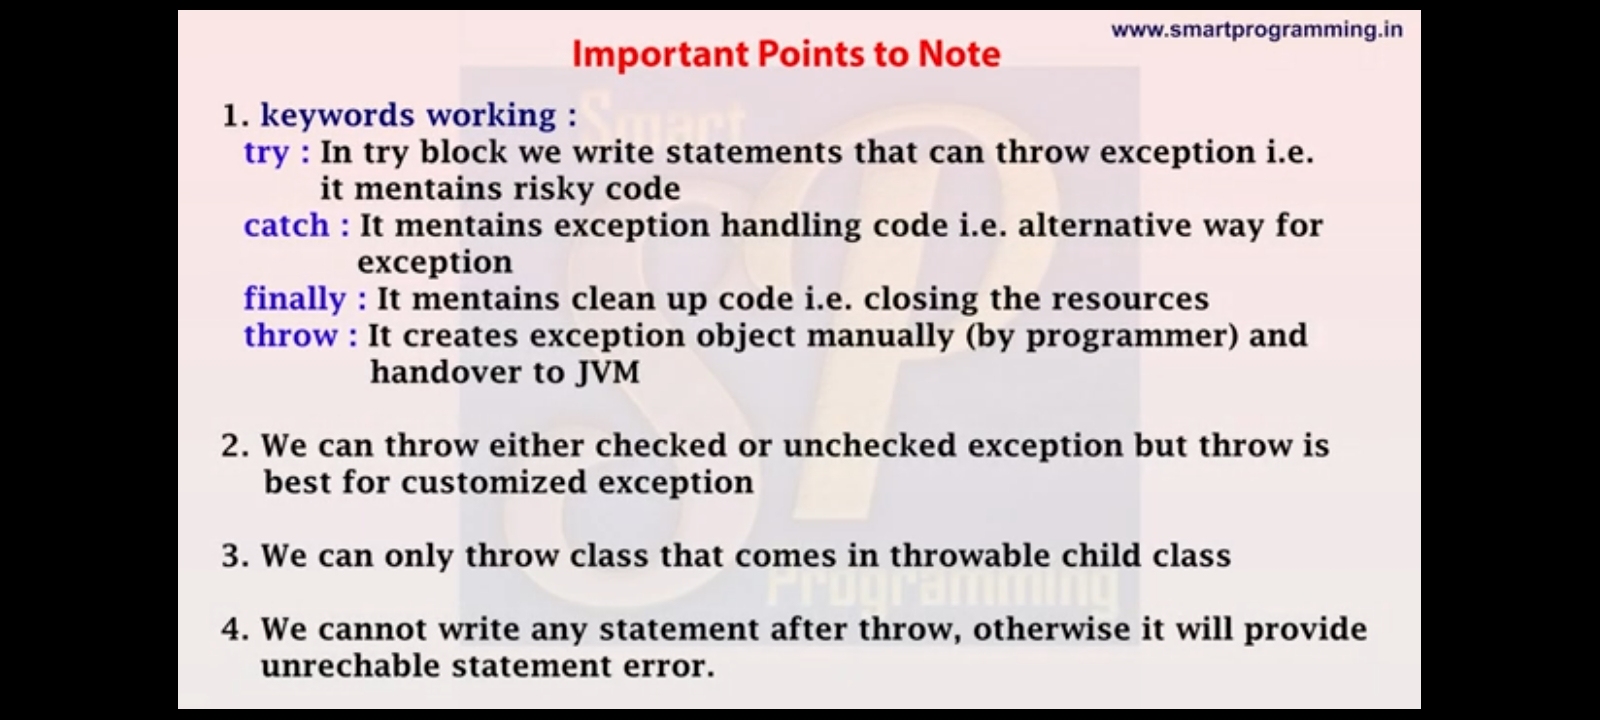 www.smartprogramming.in
Important Points to Note
1. keywords working :
try : In try block we write statements that can throw exception i.e.
it mentains risky code
catch : It mentains exception handling code i.e. alternative way for
exception
finally : It mentains clean up code i.e. closing the resources
throw : It creates exception object manually (by programmer) and
handover to JVM
2. We can throw either checked or unchecked exception but throw is
best for customized exception
3. We can only throw class that comes in throwable child class
4. We cannot write any statement after throw, otherwise it will provide
unrechable statement error.
Smart
SP
Programming